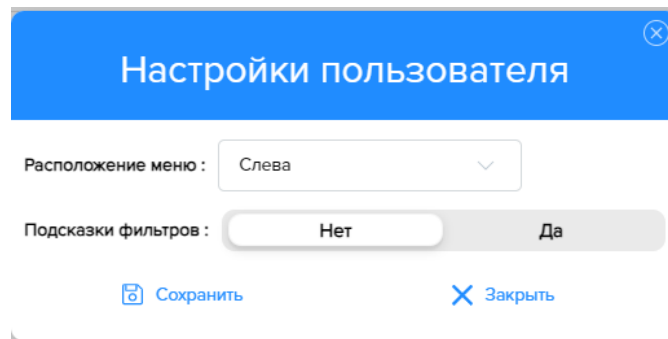 Настройки пользователя
Расположение меню : Слева
Подсказки фильтров : Нет Да
Сохранить Закрыть